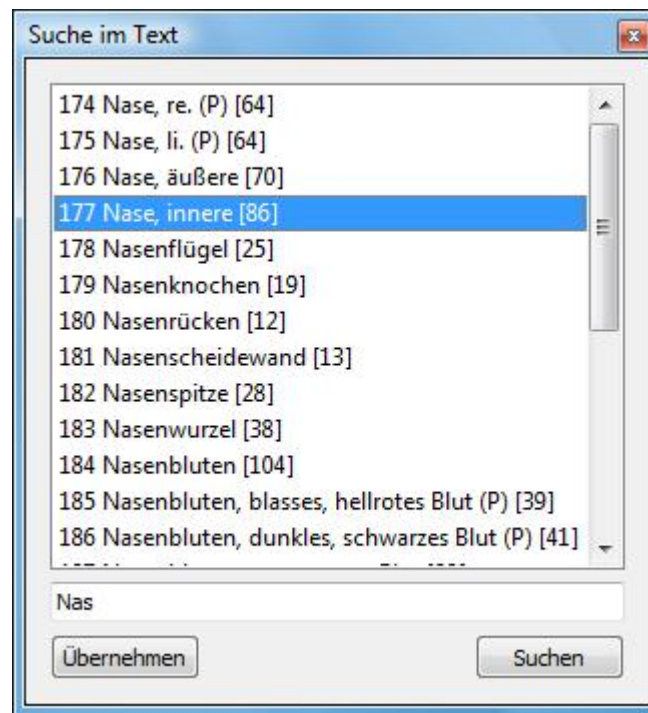 Suche im Text
174 Nase, re. (P) [64]
175 Nase, li. (P) [64]
176 Nase, äußere [70]
177 Nase, innere [86]
178 Nasenflügel [25]
179 Nasenknochen [19]
180 Nasenrücken [12]
181 Nasenscheidewand [13]
182 Nasenspitze [28]
183 Nasenwurzel [38]
184 Nasenbluten [104]
185 Nasenbluten, blasses, hellrotes Blut (P) [39]
186 Nasenbluten, dunkles, schwarzes Blut (P) [41]
Nas
Übernehmen
Suchen